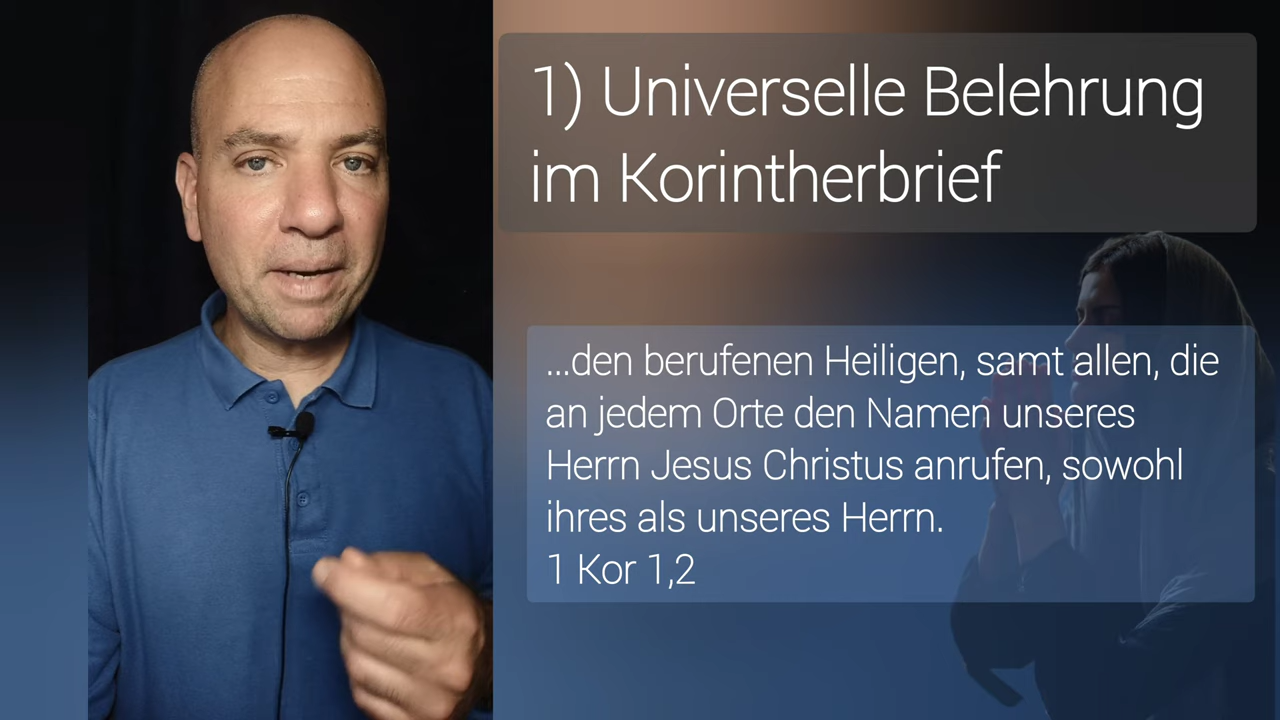 1) Universelle Belehrung
im Korintherbrief
...den berufenen Heiligen, samt allen, die
an jedem Orte den Namen unseres
Herrn Jesus Christus anrufen, sowohl
ihres als unseres Herrn.
1 Kor 1,2